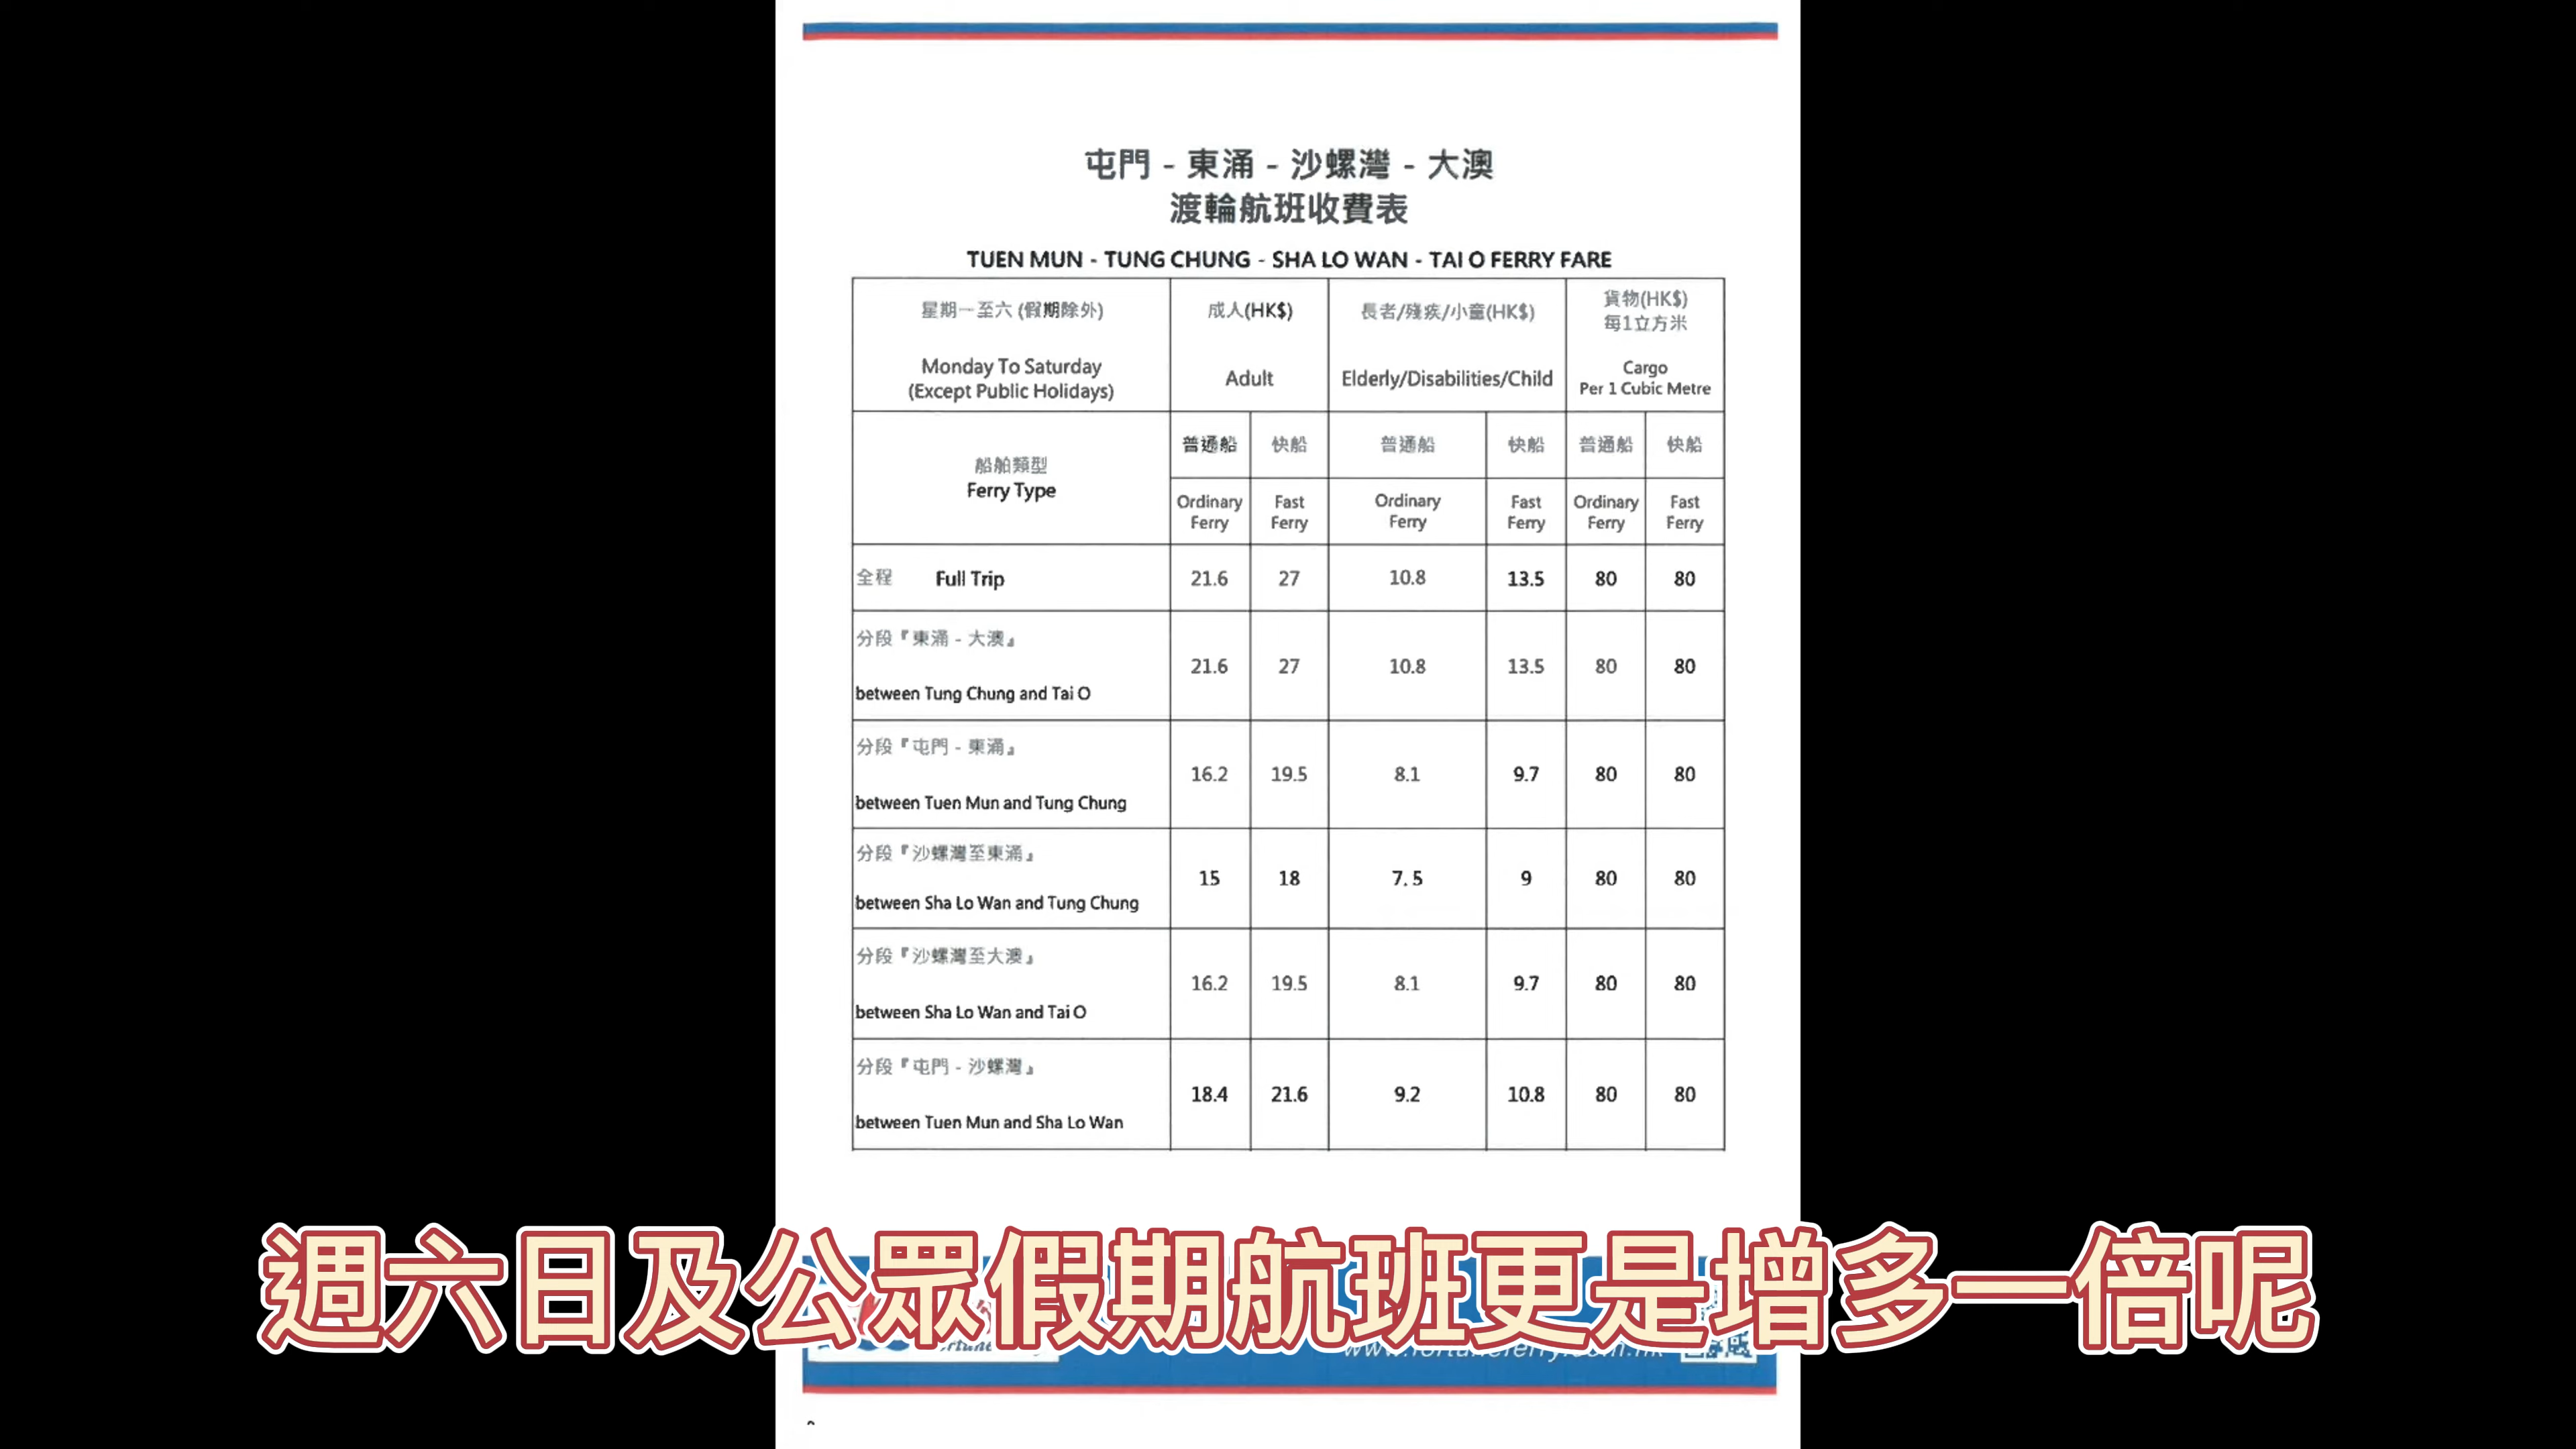 屯門 - 東涌 - 沙螺灣 - 大澳
渡輪航班收費表
TUEN MUN - TUNG CHUNG - SHA LO WAN - TAI O FERRY FARE
星期一至六 (假期除外) 成人(HK$) 長者/殘疾/小童(HK$) 貨物(HK$) 每1立方米
Monday To Saturday (Except Public Holidays) Adult Elderly/Disabilities/Child Cargo Per 1 Cubic Metre
船舶類型 普通船 快船 普通船 快船 普通船 快船
Ferry Type Ordinary Ferry Fast Ferry Ordinary Ferry Fast Ferry Ordinary Ferry Fast Ferry
全程 Full Trip 21.6 27 10.8 13.5 80 80
分段『東涌 - 大澳』
between Tung Chung and Tai O 21.6 27 10.8 13.5 80 80
分段『屯門 - 東涌』
between Tuen Mun and Tung Chung 16.2 19.5 8.1 9.7 80 80
分段『沙螺灣至東涌』
between Sha Lo Wan and Tung Chung 15 18 7.5 9 80 80
分段『沙螺灣至大澳』
between Sha Lo Wan and Tai O 16.2 19.5 8.1 9.7 80 80
分段『屯門 - 沙螺灣』
between Tuen Mun and Sha Lo Wan 18.4 21.6 9.2 10.8 80 80
週六日及公眾假期航班更是增多一倍呢